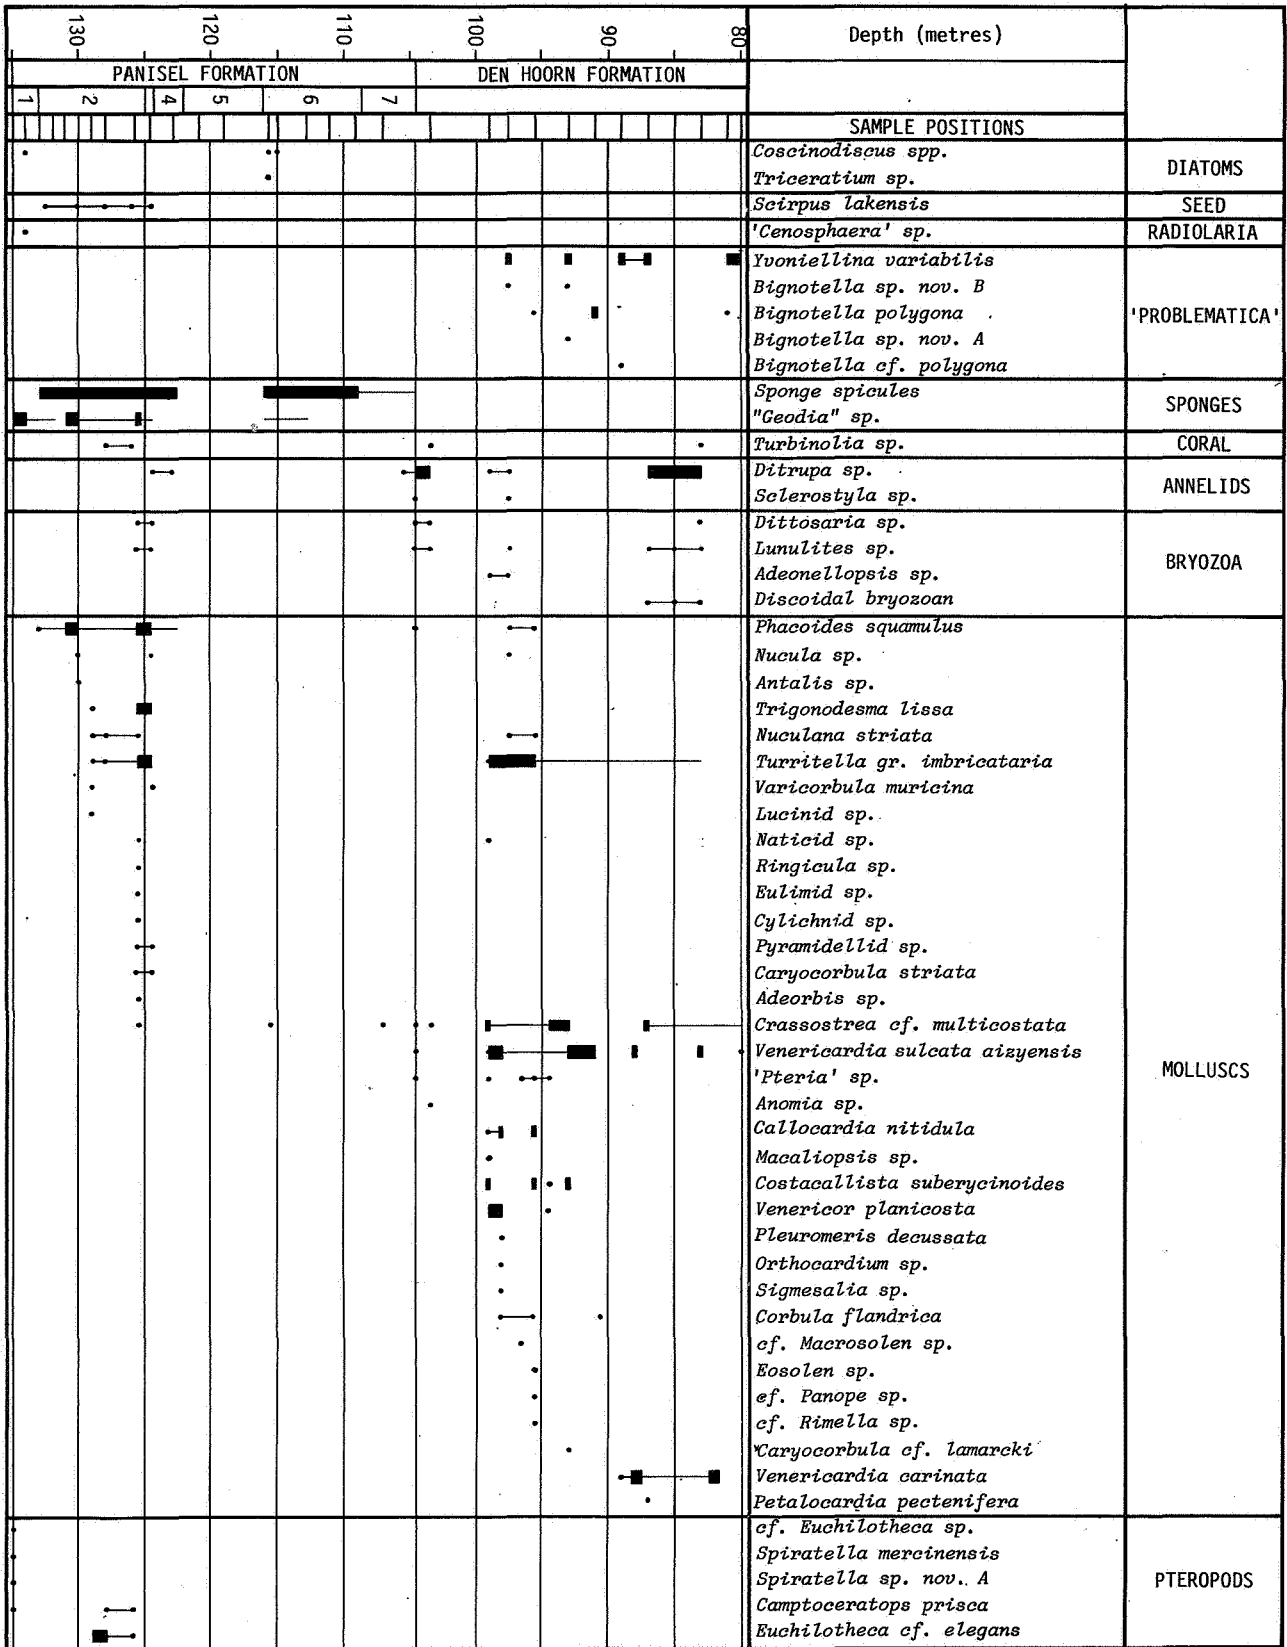 130 120 110 100 90 80 Depth (metres)
PANISEL FORMATION DEN HOORN FORMATION
1 2 4 5 6 7
SAMPLE POSITIONS
Coscinodiscus spp.
DIATOMS
Triceratium sp.
Scirpus lakensis SEED
'Cenosphaera' sp. RADIOLARIA
Yvoniellina variabilis
Bignotella sp. nov. B
Bignotella polygona 'PROBLEMATICA'
Bignotella sp. nov. A
Bignotella cf. polygona
Sponge spicules
SPONGES
"Geodia" sp.
Turbinolia sp. CORAL
Ditrupa sp.
ANNELIDS
Sclerostyla sp.
Dittosaria sp.
Lunulites sp.
BRYOZOA
Adeonellopsis sp.
Discoidal bryozoan
Phacoides squamulus
Nucula sp.
Antalis sp.
Trigonodesma lissa
Nuculana striata
Turritella gr. imbricataria
Varicorbula muricina
Lucinid sp.
Naticid sp.
Ringicula sp.
Eulimid sp.
Cylichnid sp.
Pyramidellid sp.
Caryocorbula striata
Adeorbis sp.
Crassostrea cf. multicostata
Venericardia sulcata aizyensis
'Pteria' sp. MOLLUSCS
Anomia sp.
Callocardia nitidula
Macaliopsis sp.
Costacallista suberycinoides
Venericor planicosta
Pleuromeris decussata
Orthocardium sp.
Sigmesalia sp.
Corbula flandrica
cf. Macrosolen sp.
Eosolen sp.
cf. Panope sp.
cf. Rimella sp.
Caryocorbula cf. lamarcki
Venericardia carinata
Petalocardia pectenifera
cf. Euchilotheca sp.
Spiratella mercinensis
Spiratella sp. nov. A PTEROPODS
Camptoceratops prisca
Euchilotheca cf. elegans